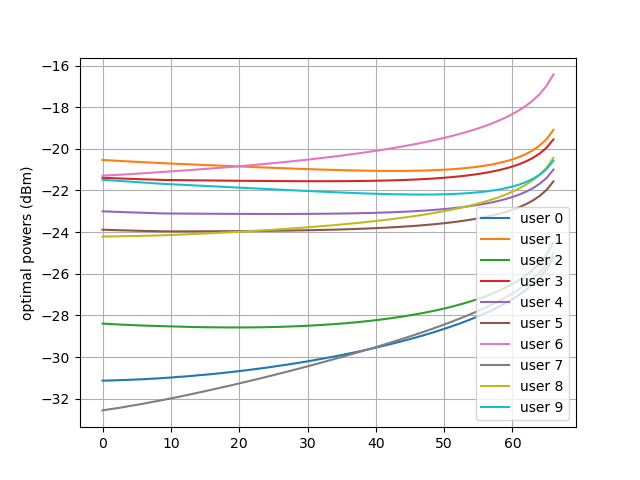 optimal powers (dBm)
−16
−18
−20
−22
−24
−26
−28
−30
−32
0 10 20 30 40 50 60
user 0
user 1
user 2
user 3
user 4
user 5
user 6
user 7
user 8
user 9